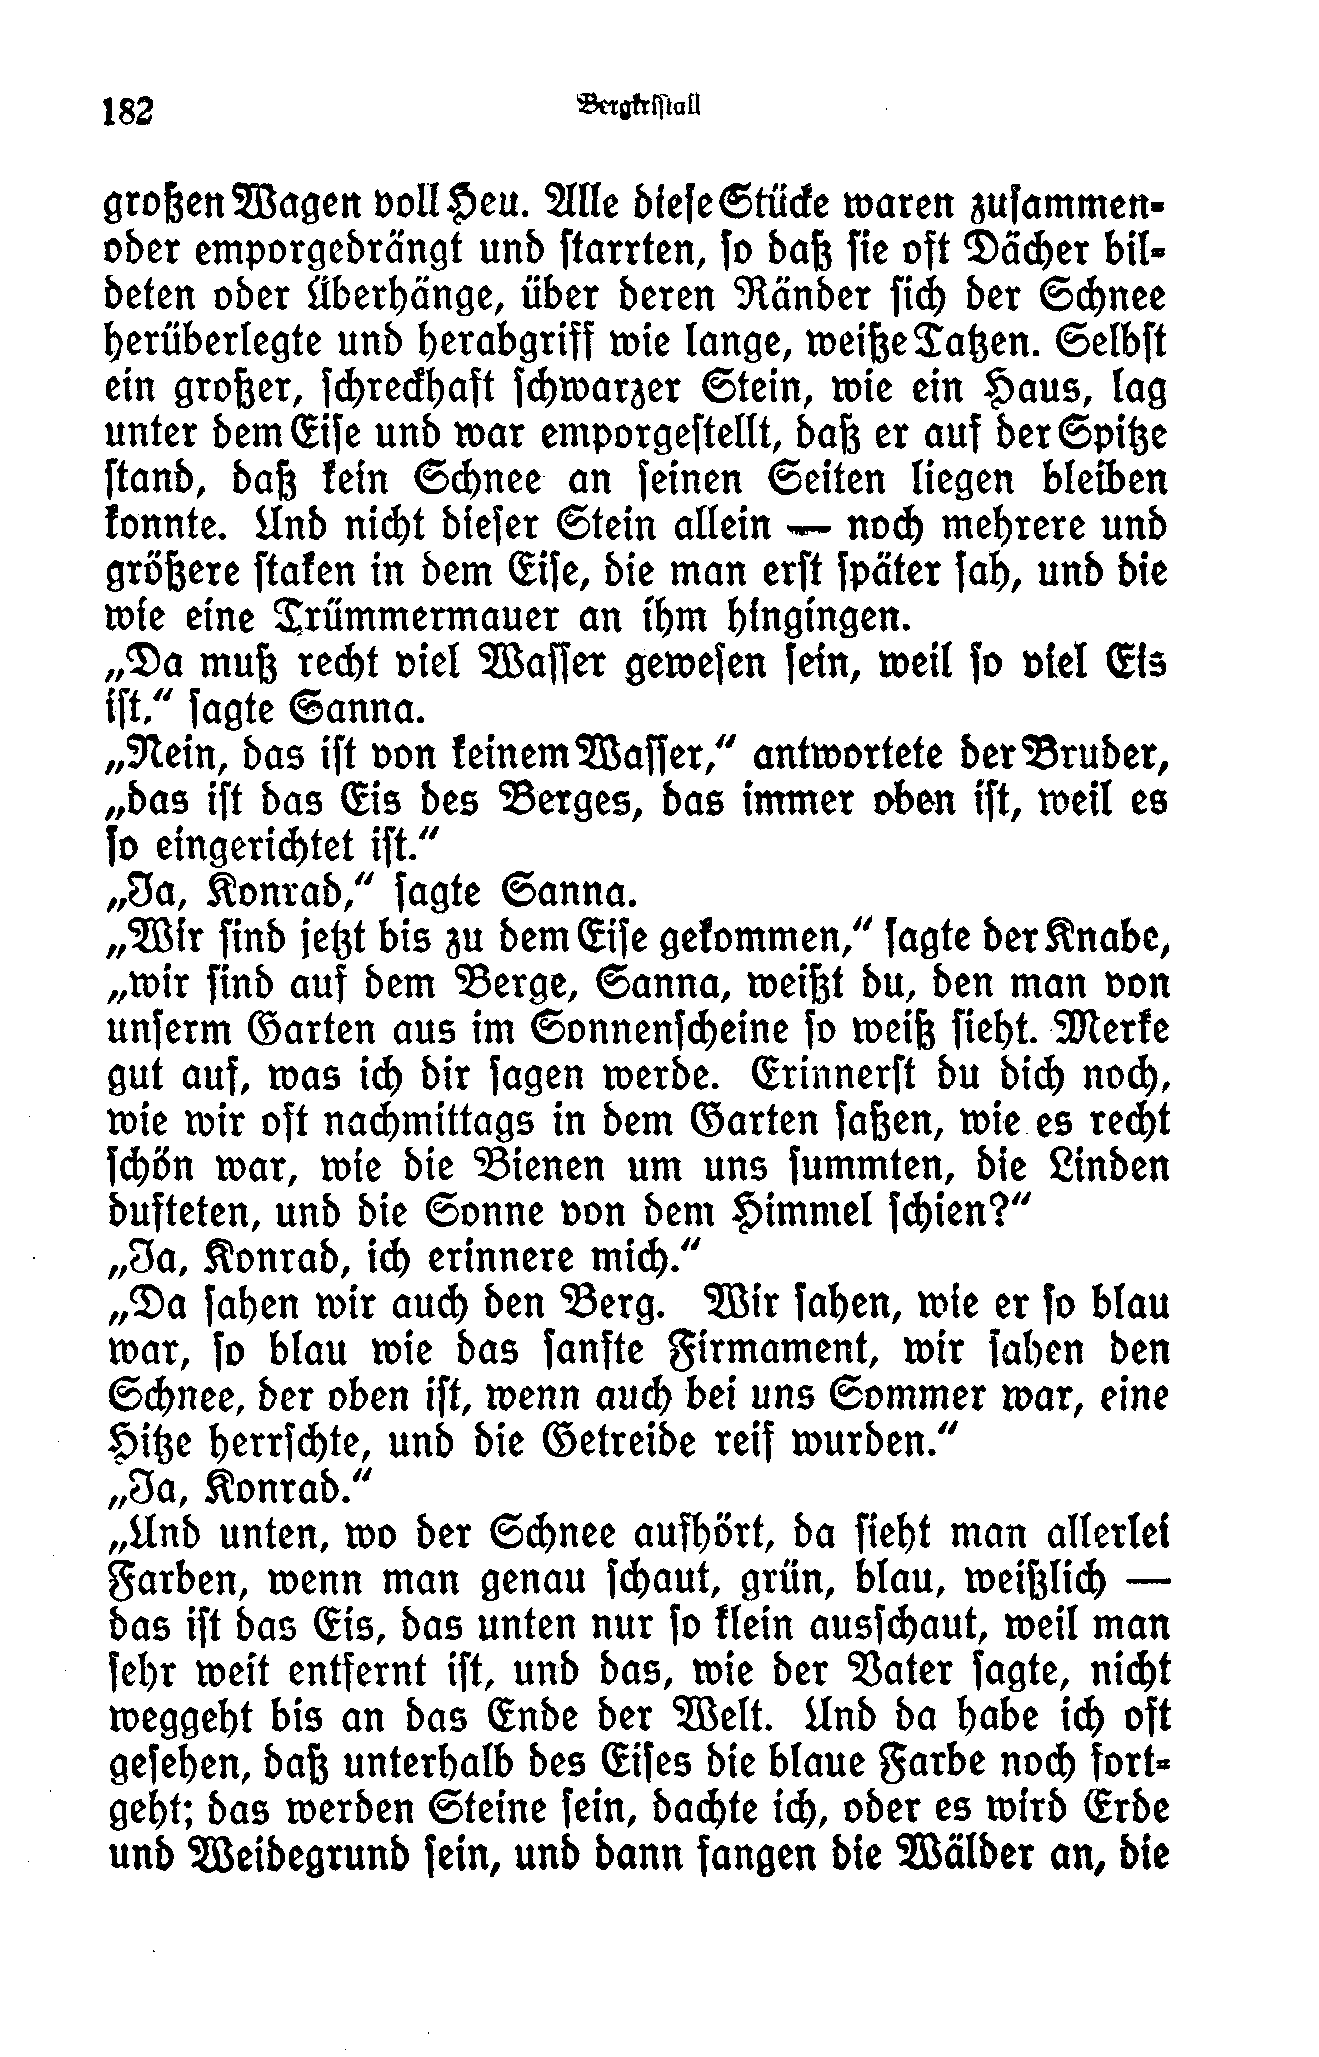 182 Bergkristall
großen Wagen voll Heu. Alle diese Stücke waren zusammen-
oder emporgedrängt und starrten, so daß sie oft Dächer bil-
deten oder Überhänge, über deren Ränder sich der Schnee
herüberlegte und herabgriff wie lange, weiße Tatzen. Selbst
ein großer, schreckhaft schwarzer Stein, wie ein Haus, lag
unter dem Eise und war emporgestellt, daß er auf der Spitze
stand, daß kein Schnee an seinen Seiten liegen bleiben
konnte. Und nicht dieser Stein allein — noch mehrere und
größere staken in dem Eise, die man erst später sah, und die
wie eine Trümmermauer an ihm hingingen.
„Da muß recht viel Wasser gewesen sein, weil so viel Eis
ist.“ sagte Sanna.
„Nein, das ist von keinem Wasser,“ antwortete der Bruder,
„das ist das Eis des Berges, das immer oben ist, weil es
so eingerichtet ist.“
„Ja, Konrad,“ sagte Sanna.
„Wir sind jetzt bis zu dem Eise gekommen,“ sagte der Knabe,
„wir sind auf dem Berge, Sanna, weißt du, den man von
unserm Garten aus im Sonnenscheine so weiß sieht. Merke
gut auf, was ich dir sagen werde. Erinnerst du dich noch,
wie wir oft nachmittags in dem Garten saßen, wie es recht
schön war, wie die Bienen um uns summten, die Linden
dufteten, und die Sonne von dem Himmel schien?“
„Ja, Konrad, ich erinnere mich.“
„Da sahen wir auch den Berg. Wir sahen, wie er so blau
war, so blau wie das sanfte Firmament, wir sahen den
Schnee, der oben ist, wenn auch bei uns Sommer war, eine
Hitze herrschte, und die Getreide reif wurden.“
„Ja, Konrad.“
„Und unten, wo der Schnee aufhört, da sieht man allerlei
Farben, wenn man genau schaut, grün, blau, weißlich —
das ist das Eis, das unten nur so klein ausschaut, weil man
sehr weit entfernt ist, und das, wie der Vater sagte, nicht
weggeht bis an das Ende der Welt. Und da habe ich oft
gesehen, daß unterhalb des Eises die blaue Farbe noch fort-
geht; das werden Steine sein, dachte ich, oder es wird Erde
und Weidegrund sein, und dann fangen die Wälder an, die